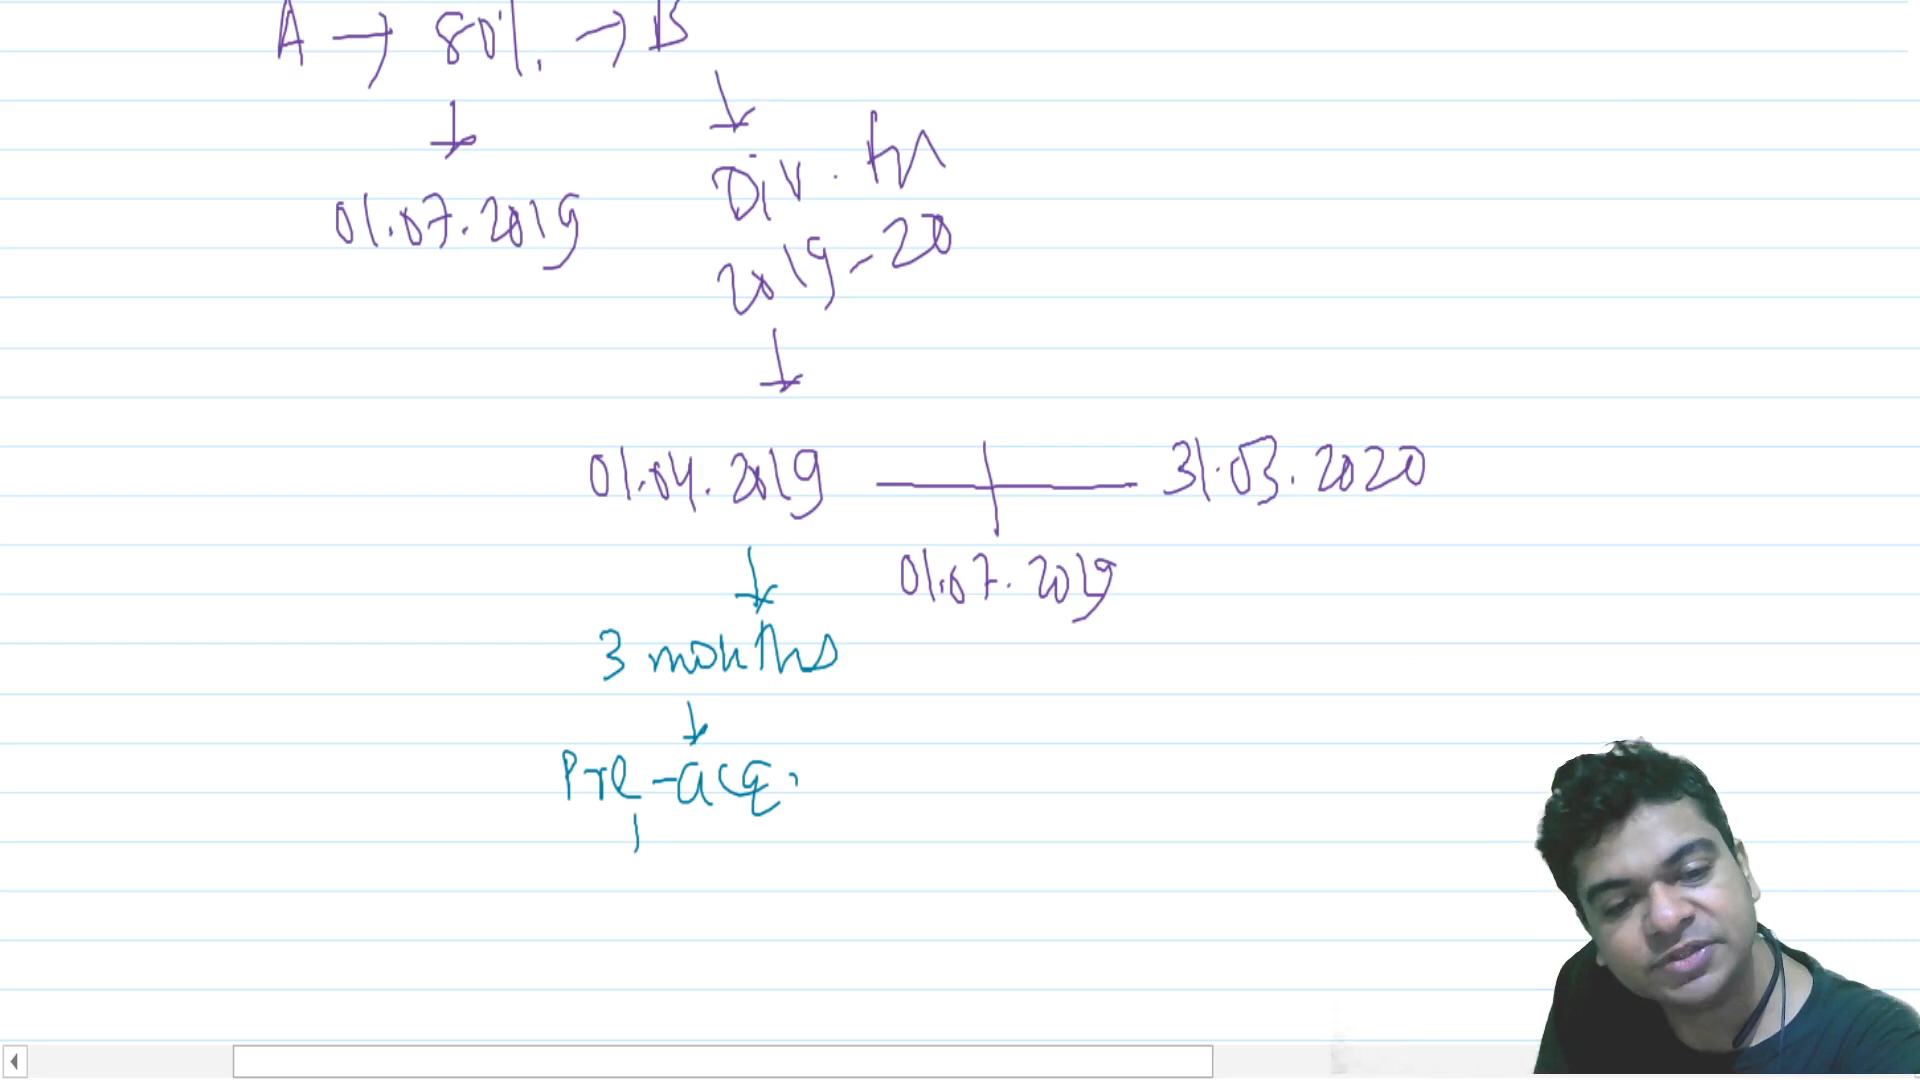 A → 80%. → B
01.07.2019
Div. for
2019-20
01.04.2019 — 31.03.2020
01.07.2019
3 months
Pre-acq.